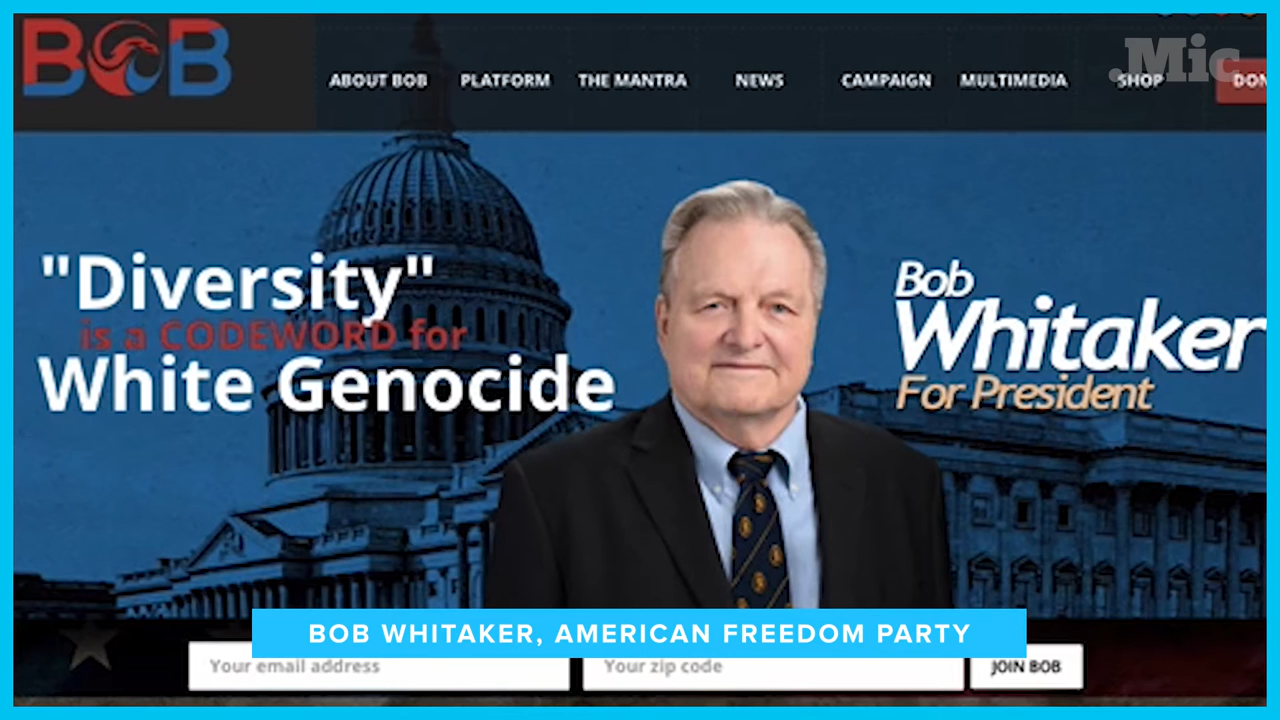 BOB
ABOUT BOB PLATFORM THE MANTRA NEWS CAMPAIGN MULTIMEDIA SHOP
.Mic
"Diversity"
is a CODEWORD for
White Genocide
Bob
Whitaker
For President
BOB WHITAKER, AMERICAN FREEDOM PARTY
Your email address Your zip code JOIN BOB